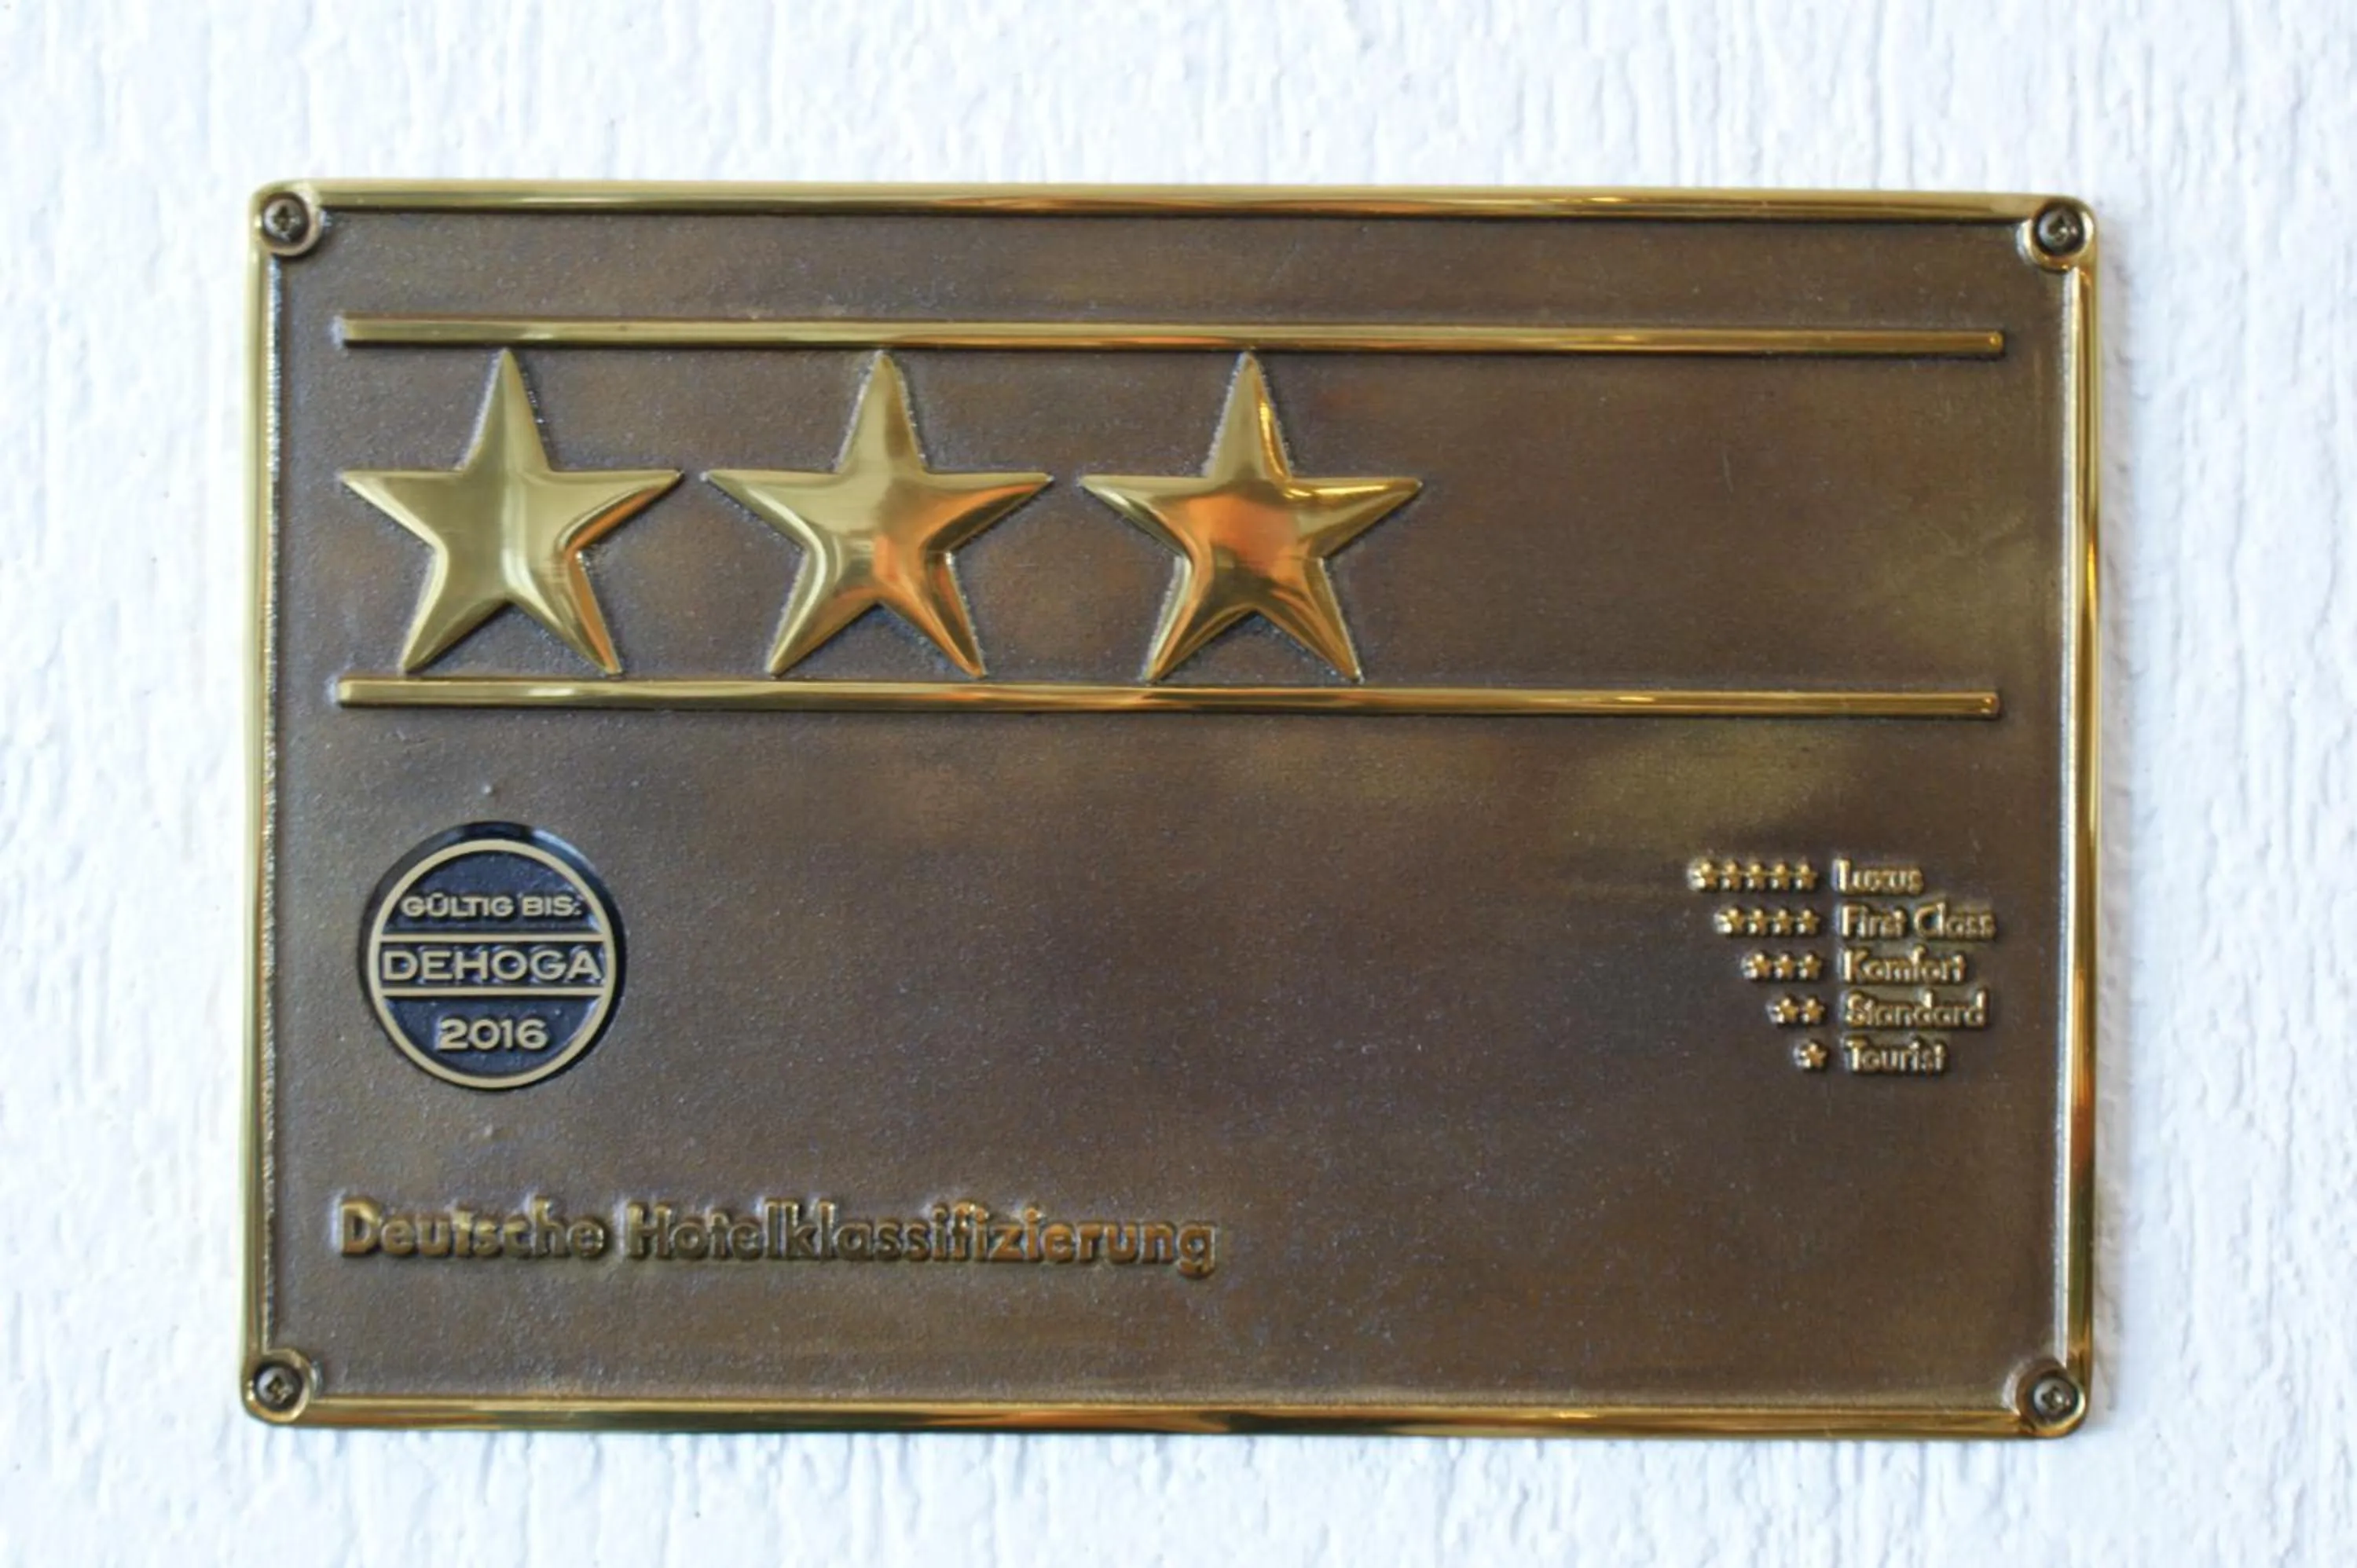 GÜLTIG BIS:
DEHOGA
2016
Luxus
First Class
Komfort
Standard
Tourist
Deutsche Hotelklassifizierung